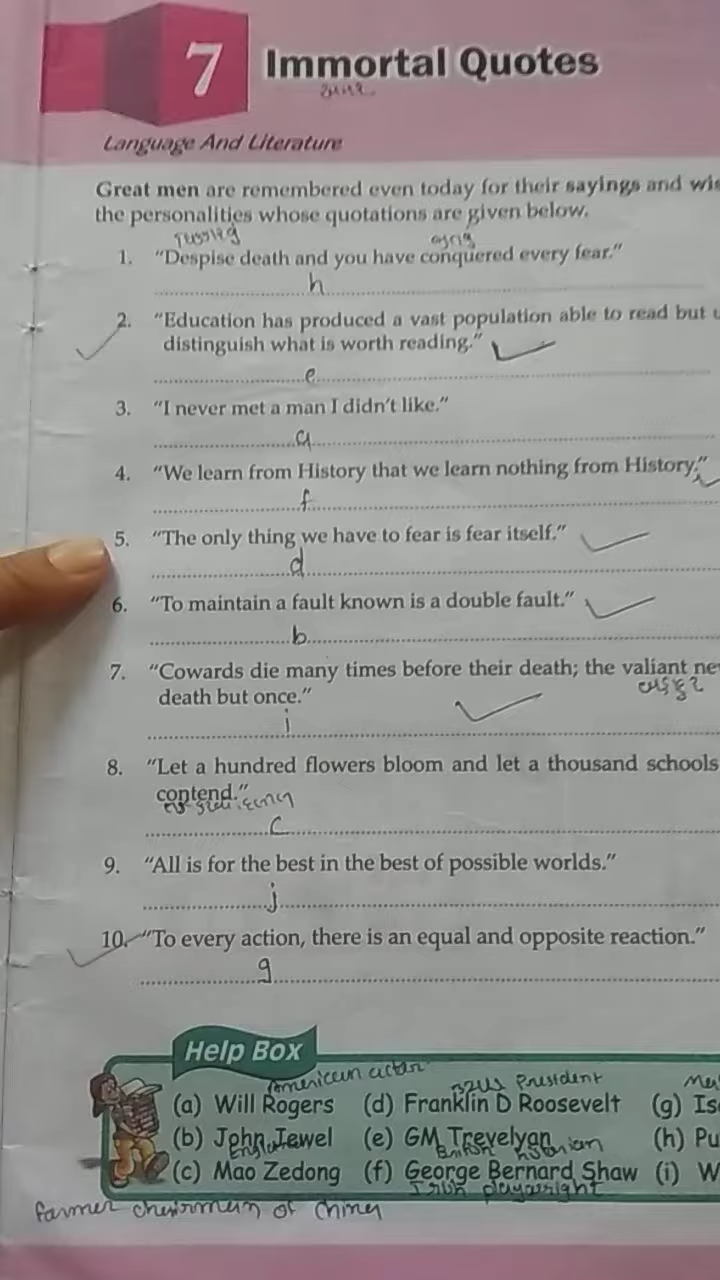 7 Immortal Quotes
Language And Literature
Great men are remembered even today for their sayings and wis
the personalities whose quotations are given below.
1. "Despise death and you have conquered every fear."
h
2. "Education has produced a vast population able to read but u
distinguish what is worth reading."
e
3. "I never met a man I didn't like."
a
4. "We learn from History that we learn nothing from History."
f
5. "The only thing we have to fear is fear itself."
d
6. "To maintain a fault known is a double fault."
b
7. "Cowards die many times before their death; the valiant ne
death but once."
i
8. "Let a hundred flowers bloom and let a thousand schools
contend."
c
9. "All is for the best in the best of possible worlds."
j
10. "To every action, there is an equal and opposite reaction."
g
Help Box
American actor President
(a) Will Rogers (d) Franklin D Roosevelt (g) Is
(b) John Jewel (e) GM Trevelyan (h) Pu
British historian
(c) Mao Zedong (f) George Bernard Shaw (i) W
Irish playwright
former of